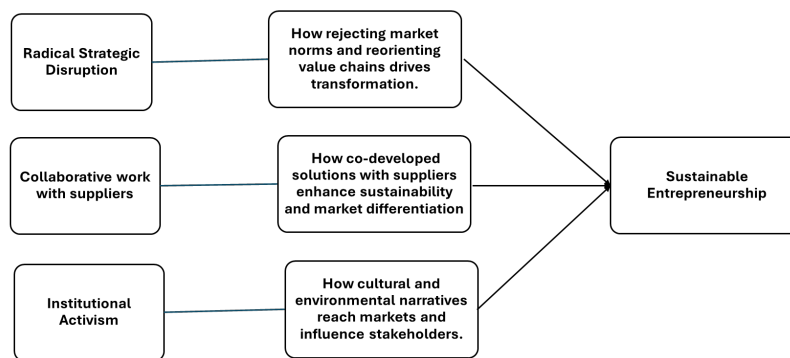 Radical Strategic
Disruption
How rejecting market
norms and reorienting
value chains drives
transformation.
Collaborative work
with suppliers
How co-developed
solutions with suppliers
enhance sustainability
and market differentiation
Sustainable
Entrepreneurship
Institutional
Activism
How cultural and
environmental narratives
reach markets and
influence stakeholders.